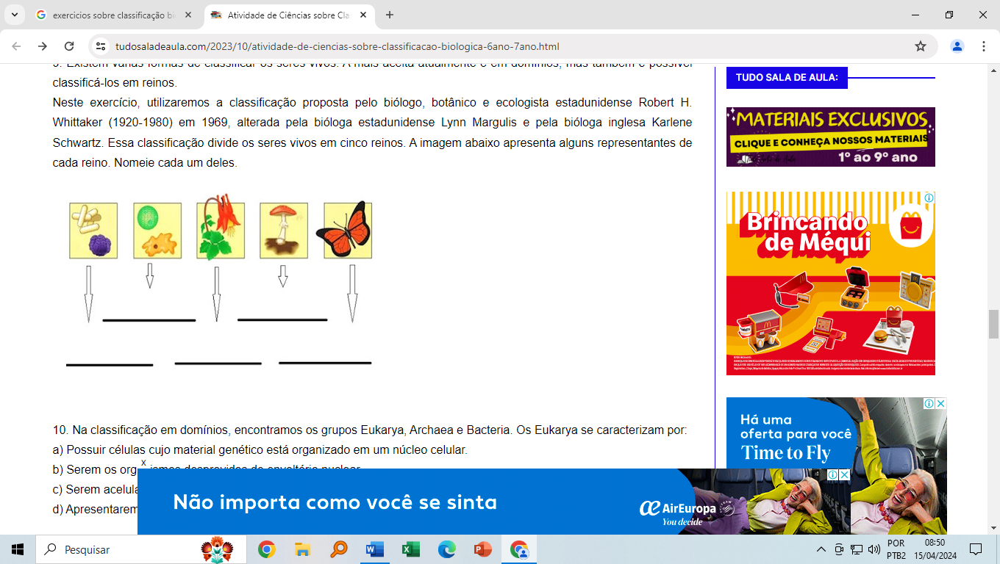 exercicios sobre classificação bi
Atividade de Ciências sobre Cla
tudosaladeaula.com/2023/10/atividade-de-ciencias-sobre-classificacao-biologica-6ano-7ano.html
9. Existem várias formas de classificar os seres vivos. A mais aceita atualmente é em domínios, mas também é possível
classificá-los em reinos.
Neste exercício, utilizaremos a classificação proposta pelo biólogo, botânico e ecologista estadunidense Robert H.
Whittaker (1920-1980) em 1969, alterada pela bióloga estadunidense Lynn Margulis e pela bióloga inglesa Karlene
Schwartz. Essa classificação divide os seres vivos em cinco reinos. A imagem abaixo apresenta alguns representantes de
cada reino. Nomeie cada um deles.
10. Na classificação em domínios, encontramos os grupos Eukarya, Archaea e Bacteria. Os Eukarya se caracterizam por:
a) Possuir células cujo material genético está organizado em um núcleo celular.
b) Serem os organismos desprovidos de envoltório nuclear.
c) Serem acelula
d) Apresentarem
TUDO SALA DE AULA:
MATERIAIS EXCLUSIVOS
CLIQUE E CONHEÇA NOSSOS MATERIAIS
1º ao 9º ano
Brincando
de Méqui
Há uma
oferta para você
Time to Fly
x
Não importa como você se sinta
AirEuropa
You decide
Pesquisar
POR
PTB2
08:50
15/04/2024